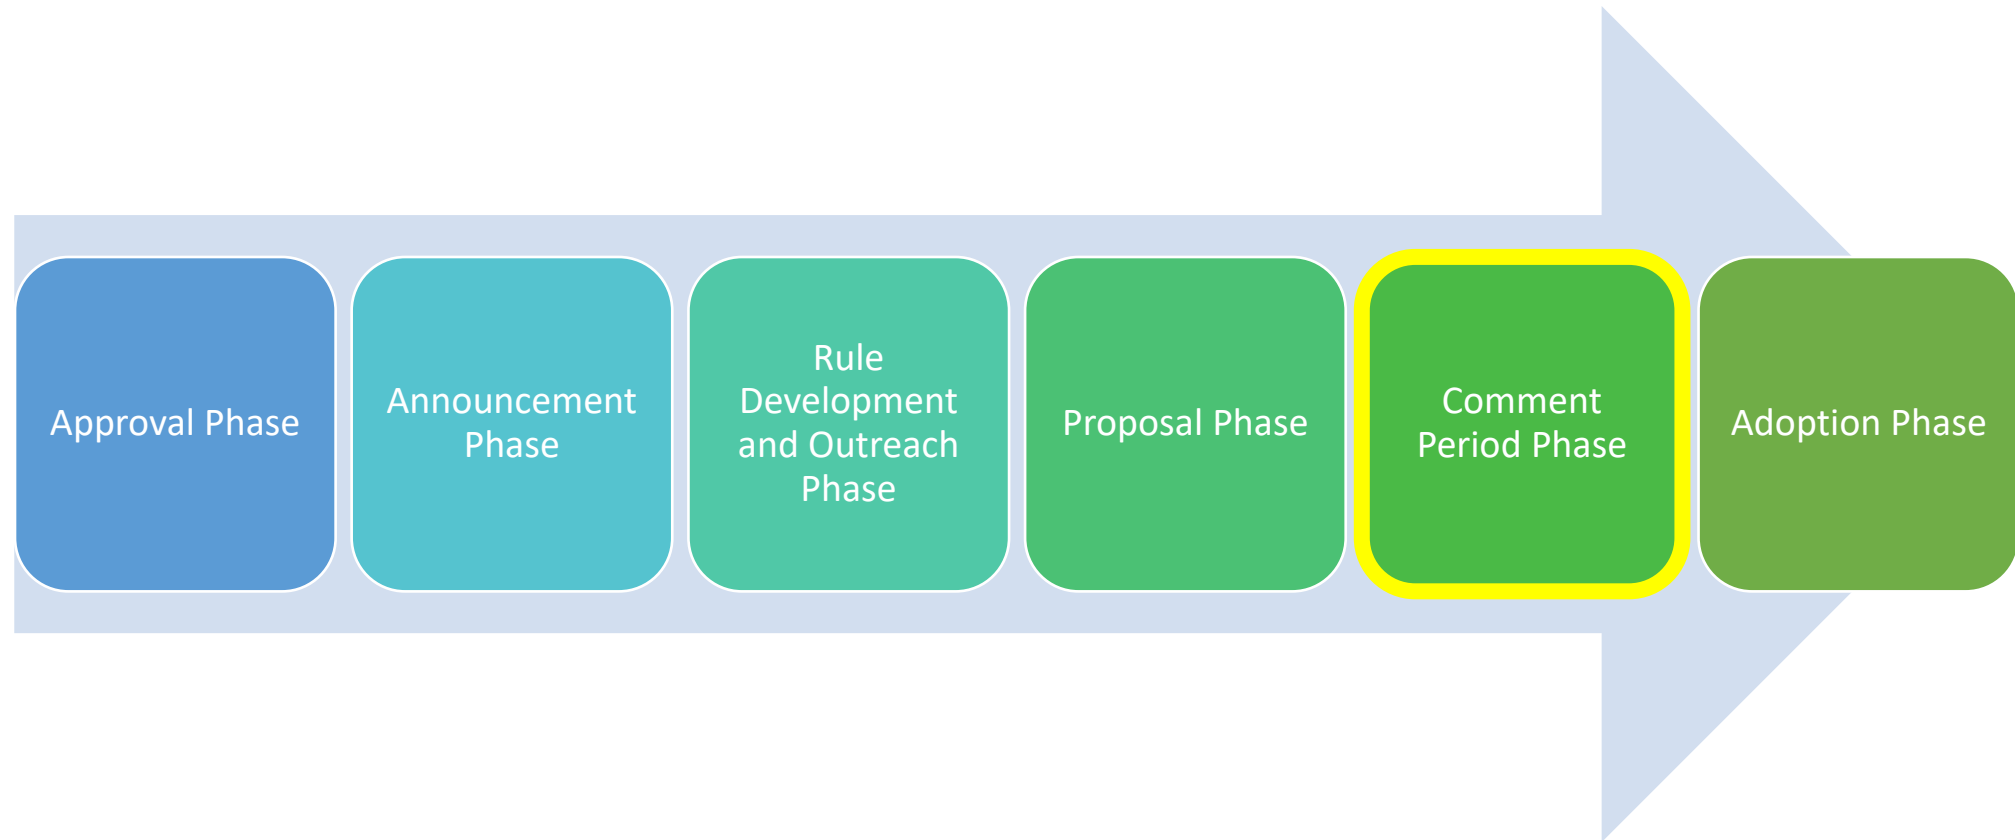 Approval Phase
Announcement
Phase
Rule
Development
and Outreach
Phase
Proposal Phase
Comment
Period Phase
Adoption Phase